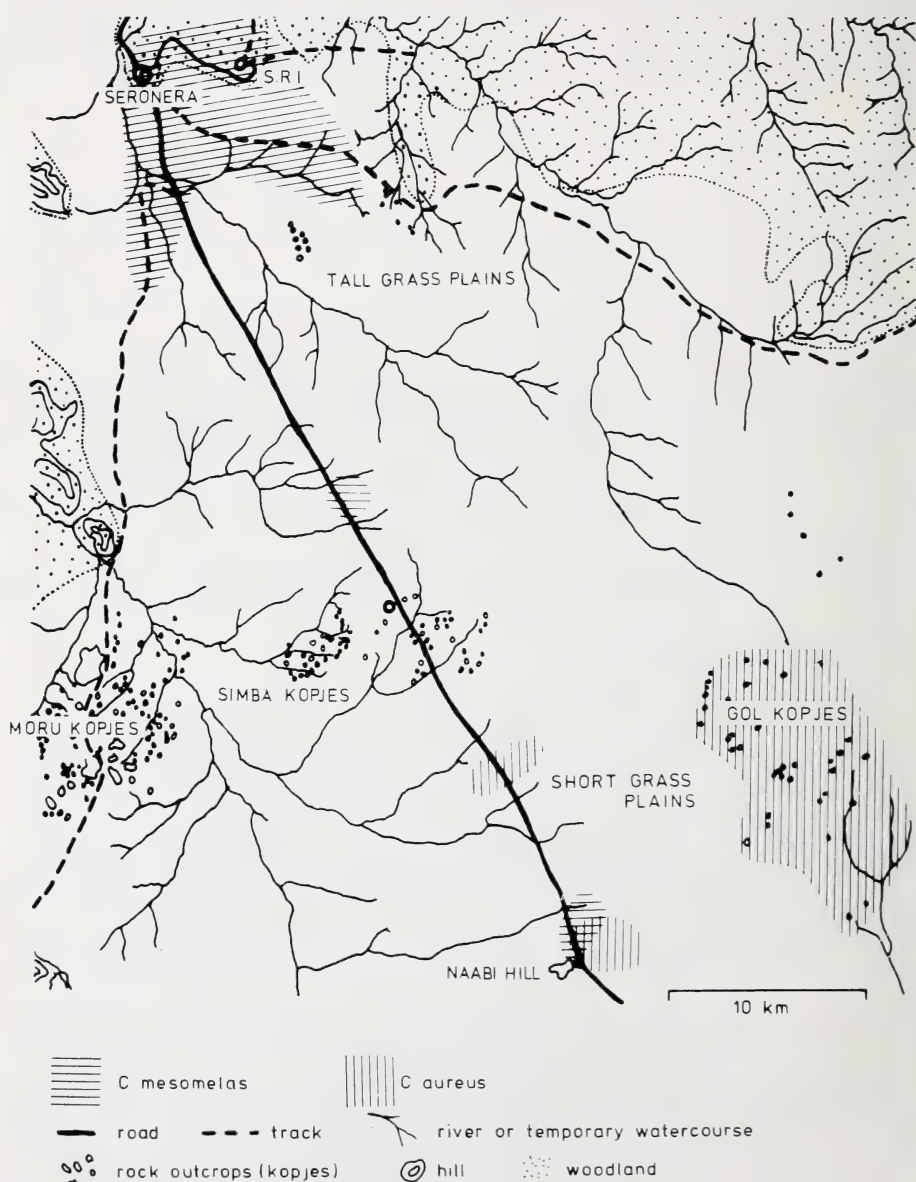 S.R.I
SERONERA
TALL GRASS PLAINS
SIMBA KOPJES
MORU KOPJES
GOL KOPJES
SHORT GRASS
PLAINS
NAABI HILL
10 km
C mesomelas
C aureus
road
track
river or temporary watercourse
rock outcrops (kopjes)
hill
woodland